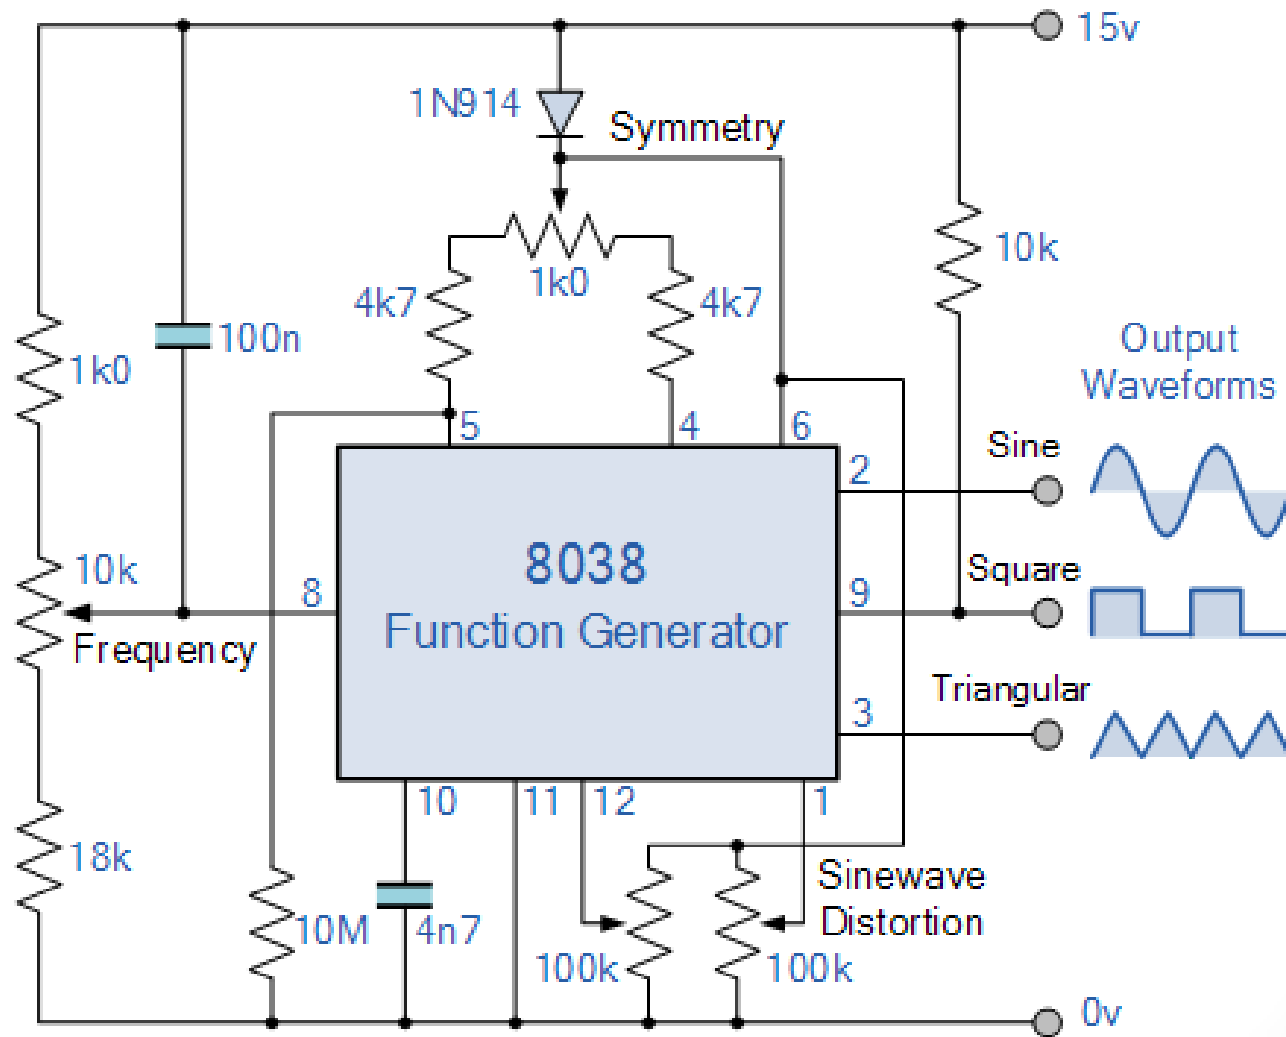 15v
1N914
Symmetry
10k
1k0
4k7
4k7
100n
1k0
Output
Waveforms
5
4
6
Sine
2
8038
Function Generator
10k
8
Frequency
9
Square
3
Triangular
10
11
12
1
18k
10M
4n7
Sinewave
Distortion
100k
100k
0v